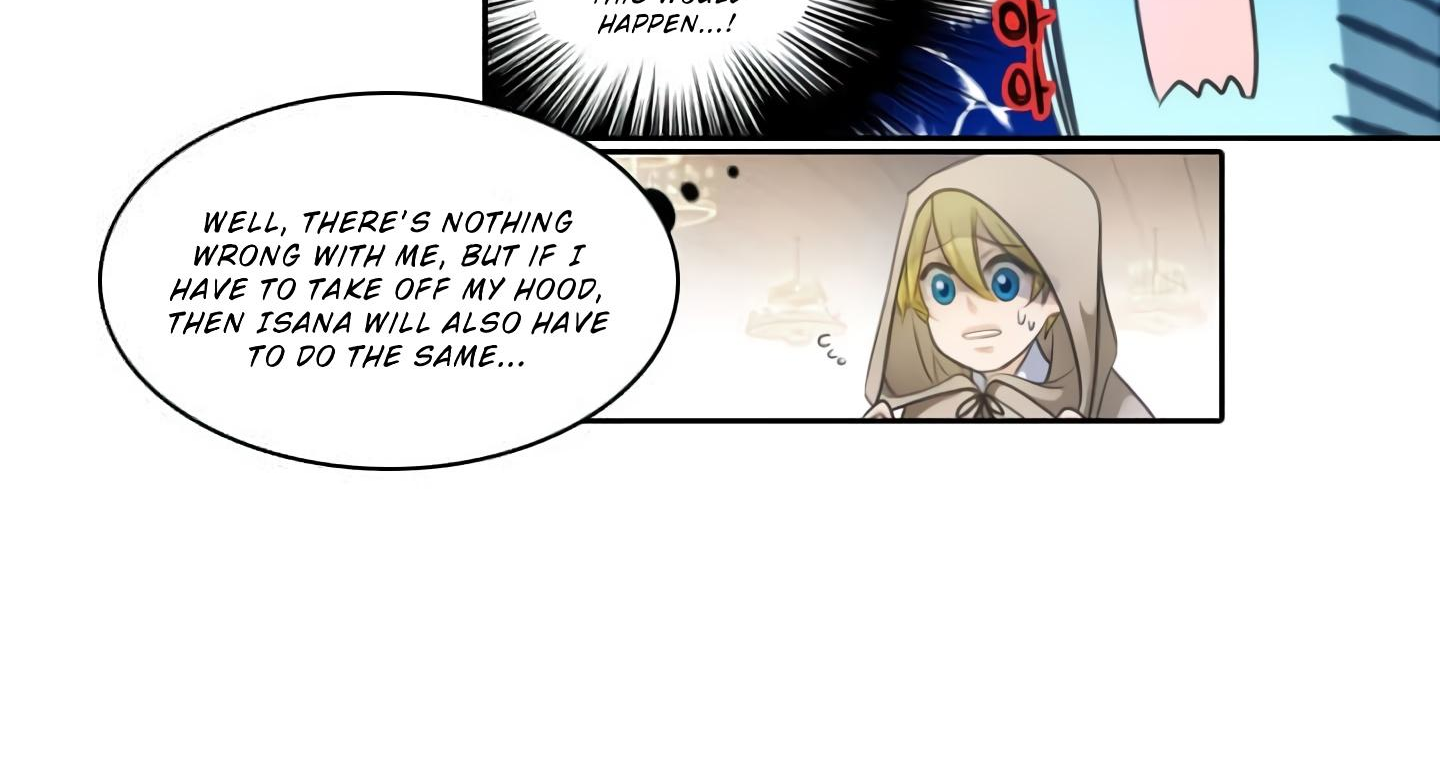 HAPPEN...!
아
아
WELL, THERE'S NOTHING
WRONG WITH ME, BUT IF I
HAVE TO TAKE OFF MY HOOD,
THEN ISANA WILL ALSO HAVE
TO DO THE SAME...